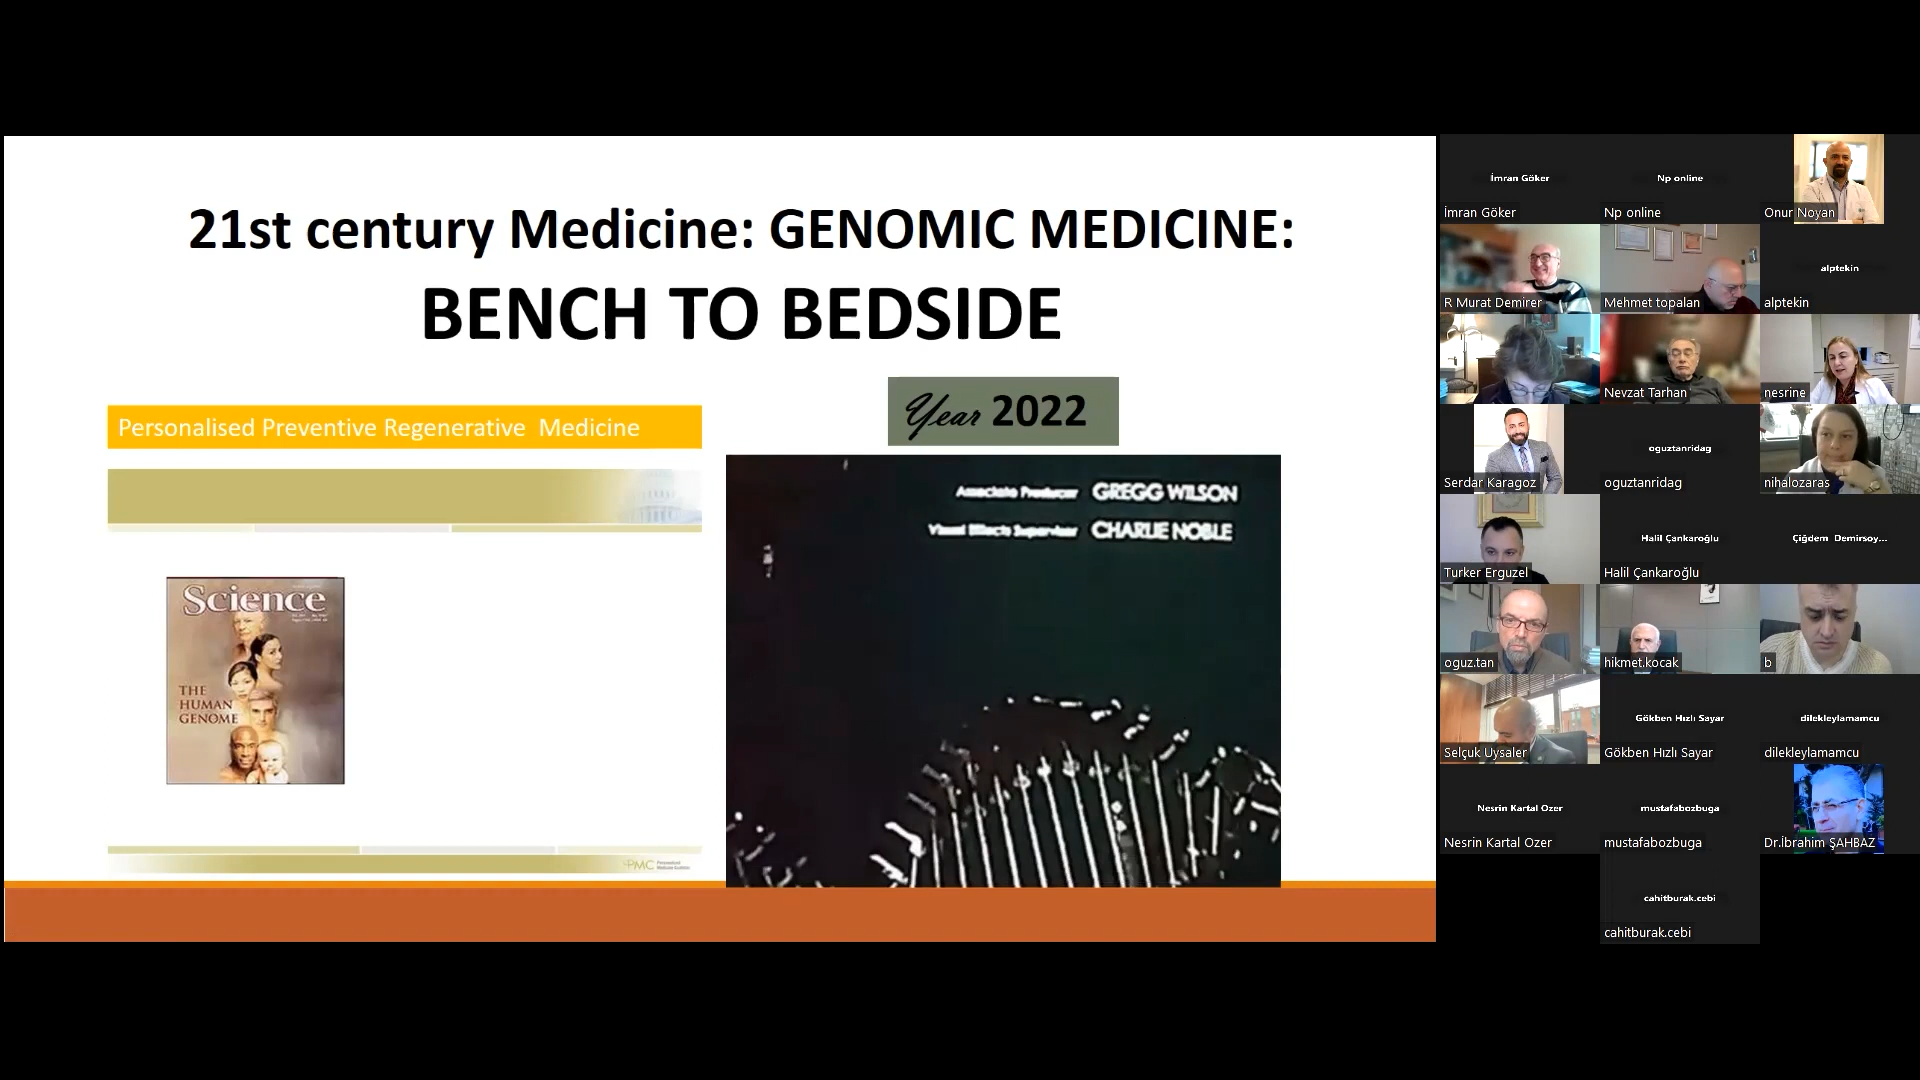 21st century Medicine: GENOMIC MEDICINE:
BENCH TO BEDSIDE
Year 2022
Personalised Preventive Regenerative Medicine
Associate Producer GREGG WILSON
Visual Effects Supervisor CHARLIE NOBLE
Science
THE
HUMAN
GENOME
PMC
İmran Göker
İmran Göker
Np online
Np online
Onur Noyan
R Murat Demirer
Mehmet topalan
alptekin
alptekin
Nevzat Tarhan
nesrine
Serdar Karagoz
oguztanridag
oguztanridag
nihalozaras
Turker Erguzel
Halil Çankaroğlu
Halil Çankaroğlu
Çiğdem Demirsoy...
oguz.tan
hikmet.kocak
b
Selçuk Uysaler
Gökben Hızlı Sayar
Gökben Hızlı Sayar
dilekleylamamcu
dilekleylamamcu
Nesrin Kartal Ozer
Nesrin Kartal Ozer
mustafabozbuga
mustafabozbuga
Dr.İbrahim ŞAHBAZ
cahitburak.cebi
cahitburak.cebi